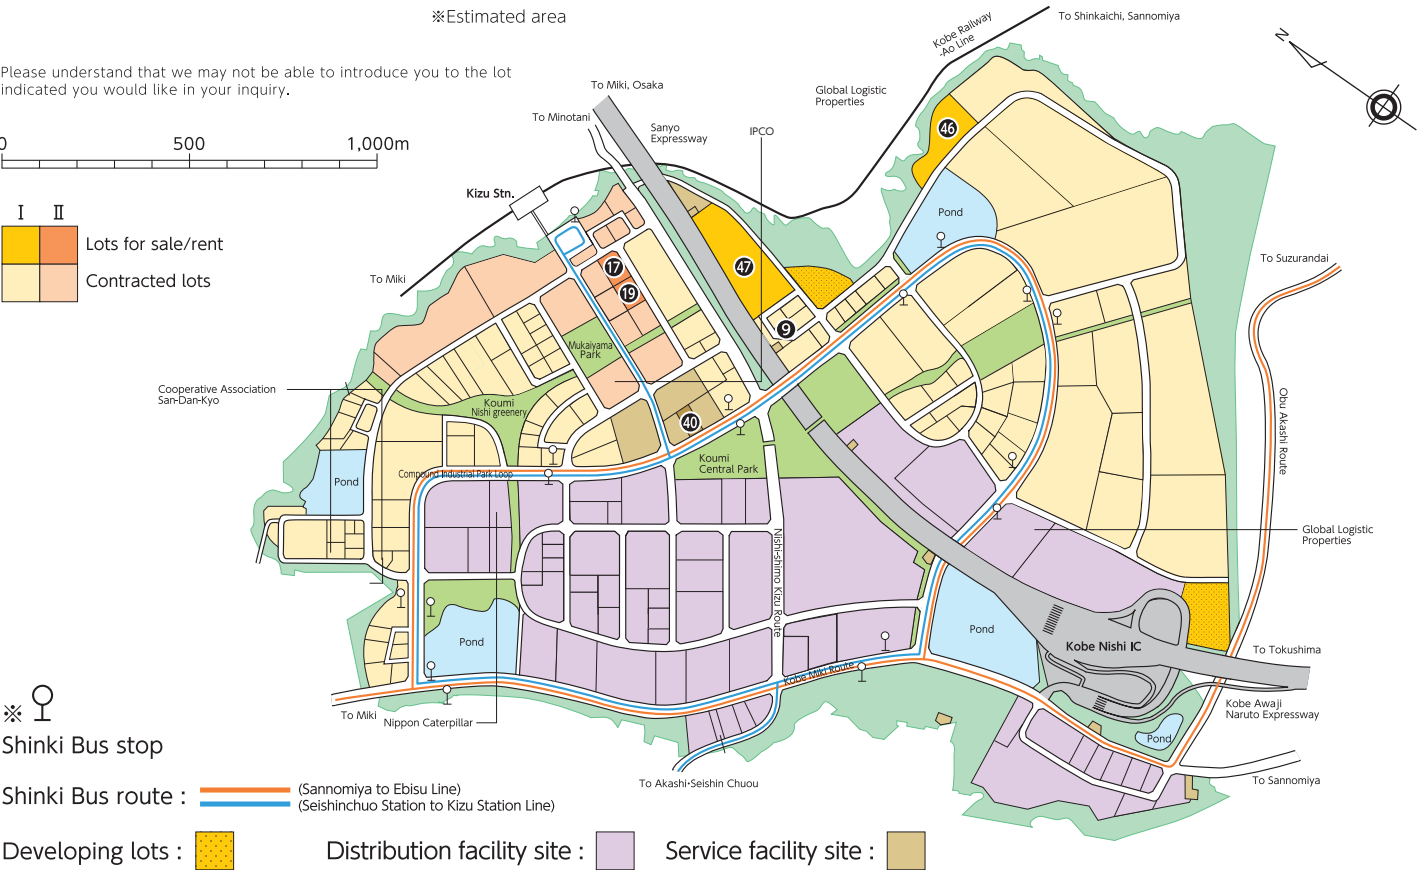 ※Estimated area
Please understand that we may not be able to introduce you to the lot
indicated you would like in your inquiry.
0 500 1,000m
I II
Lots for sale/rent
Contracted lots
Kobe Railway
-Ao Line
To Shinkaichi, Sannomiya
N
To Miki, Osaka
Global Logistic
Properties
To Minotani
Sanyo
Expressway
IPCO
46
Kizu Stn.
Pond
To Miki
17
19
47
9
To Suzurandai
Mukaiyama
Park
Cooperative Association
San-Dan-Kyo
Koumi
Nishi greenery
40
Obu Akashi Route
Koumi
Central Park
Compound Industrial Park Loop
Pond
Nishi-shimo Kizu Route
Global Logistic
Properties
Pond
Pond
Kobe Nishi IC
To Tokushima
Kobe Miki Route
Kobe Awaji
Naruto Expressway
To Miki
Nippon Caterpillar
Pond
To Akashi·Seishin Chuou
To Sannomiya
※
Shinki Bus stop
Shinki Bus route :
(Sannomiya to Ebisu Line)
(Seishinchuo Station to Kizu Station Line)
Developing lots :
Distribution facility site :
Service facility site :